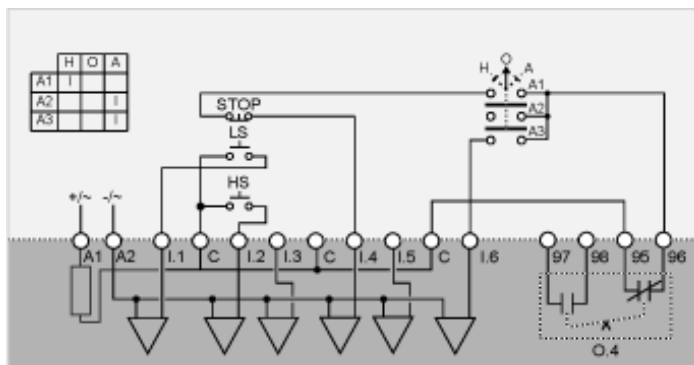 H O A
A1 I
A2 I
A3 I
O
H A
A1
A2
A3
STOP
LS
HS
+/~ -/~
A1 A2 I.1 C I.2 I.3 C I.4 I.5 C I.6 97 98 95 96
x
O.4